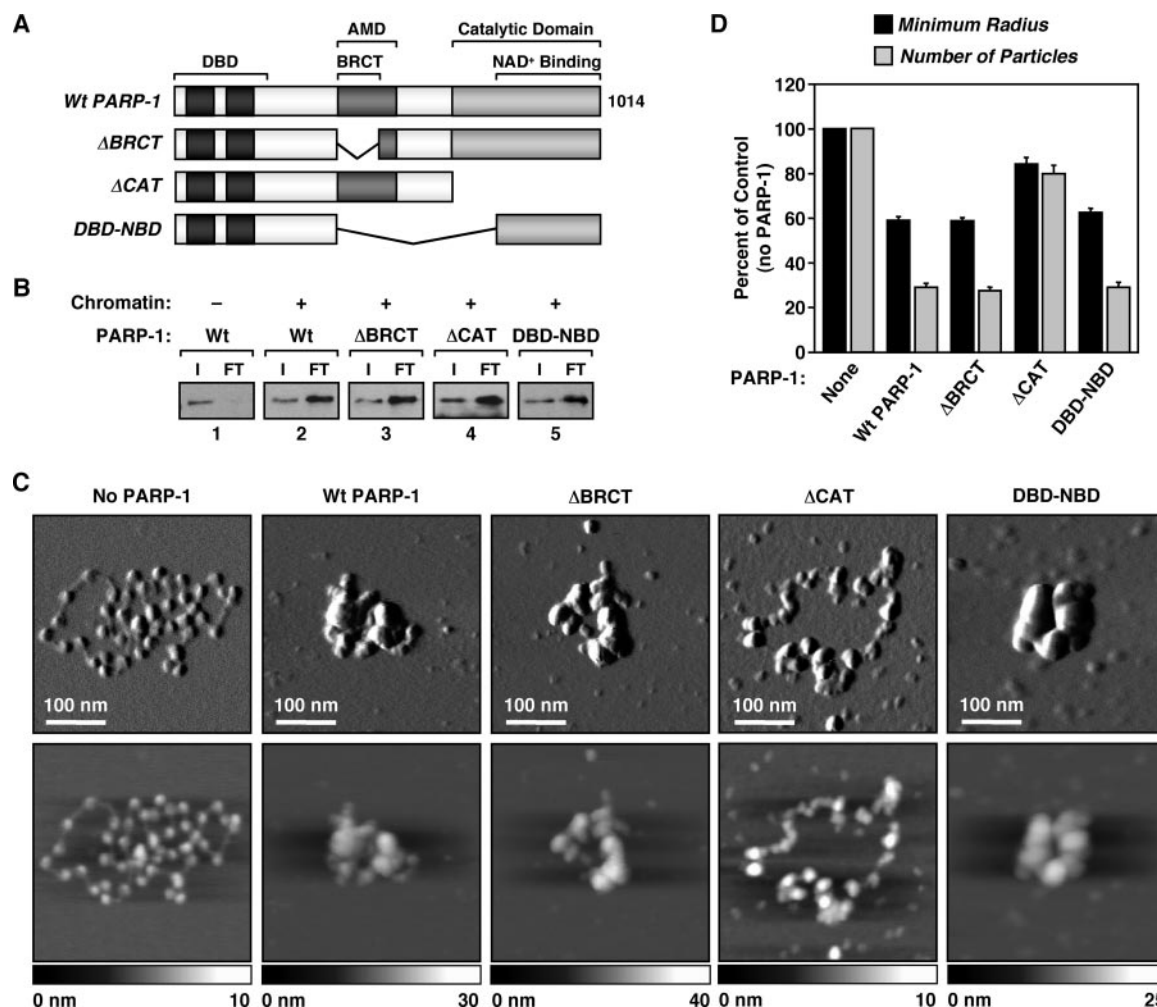 A
AMD
Catalytic Domain
DBD
BRCT
NAD+ Binding
Wt PARP-1
1014
ΔBRCT
ΔCAT
DBD-NBD
B
Chromatin: – + + + +
PARP-1: Wt Wt ΔBRCT ΔCAT DBD-NBD
I FT I FT I FT I FT I FT
1 2 3 4 5
D
Minimum Radius
Number of Particles
Percent of Control
(no PARP-1)
120
100
80
60
40
20
0
PARP-1:
None
Wt PARP-1
ΔBRCT
ΔCAT
DBD-NBD
C
No PARP-1 Wt PARP-1 ΔBRCT ΔCAT DBD-NBD
100 nm 100 nm 100 nm 100 nm 100 nm
0 nm 10 0 nm 30 0 nm 40 0 nm 10 0 nm